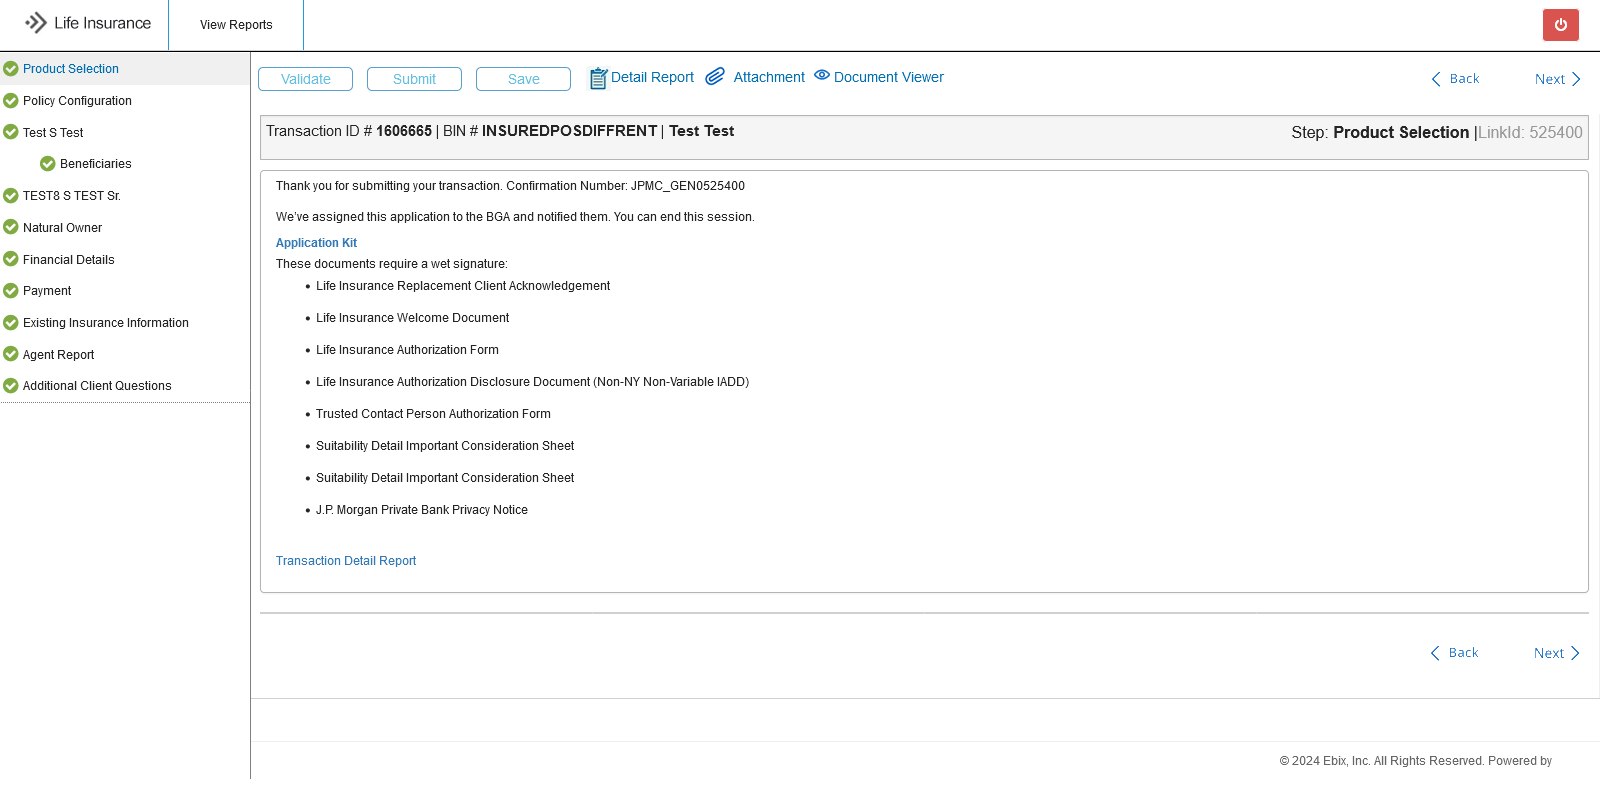 Life Insurance
View Reports
Product Selection
Policy Configuration
Test S Test
Beneficiaries
TEST8 S TEST Sr.
Natural Owner
Financial Details
Payment
Existing Insurance Information
Agent Report
Additional Client Questions
Validate Submit Save Detail Report Attachment Document Viewer
Back Next
Transaction ID # 1606665 | BIN # INSUREDPOSDIFFRENT | Test Test
Step: Product Selection |LinkId: 525400
Thank you for submitting your transaction. Confirmation Number: JPMC_GEN0525400
We've assigned this application to the BGA and notified them. You can end this session.
Application Kit
These documents require a wet signature:
• Life Insurance Replacement Client Acknowledgement
• Life Insurance Welcome Document
• Life Insurance Authorization Form
• Life Insurance Authorization Disclosure Document (Non-NY Non-Variable IADD)
• Trusted Contact Person Authorization Form
• Suitability Detail Important Consideration Sheet
• Suitability Detail Important Consideration Sheet
• J.P. Morgan Private Bank Privacy Notice
Transaction Detail Report
Back Next
© 2024 Ebix, Inc. All Rights Reserved. Powered by